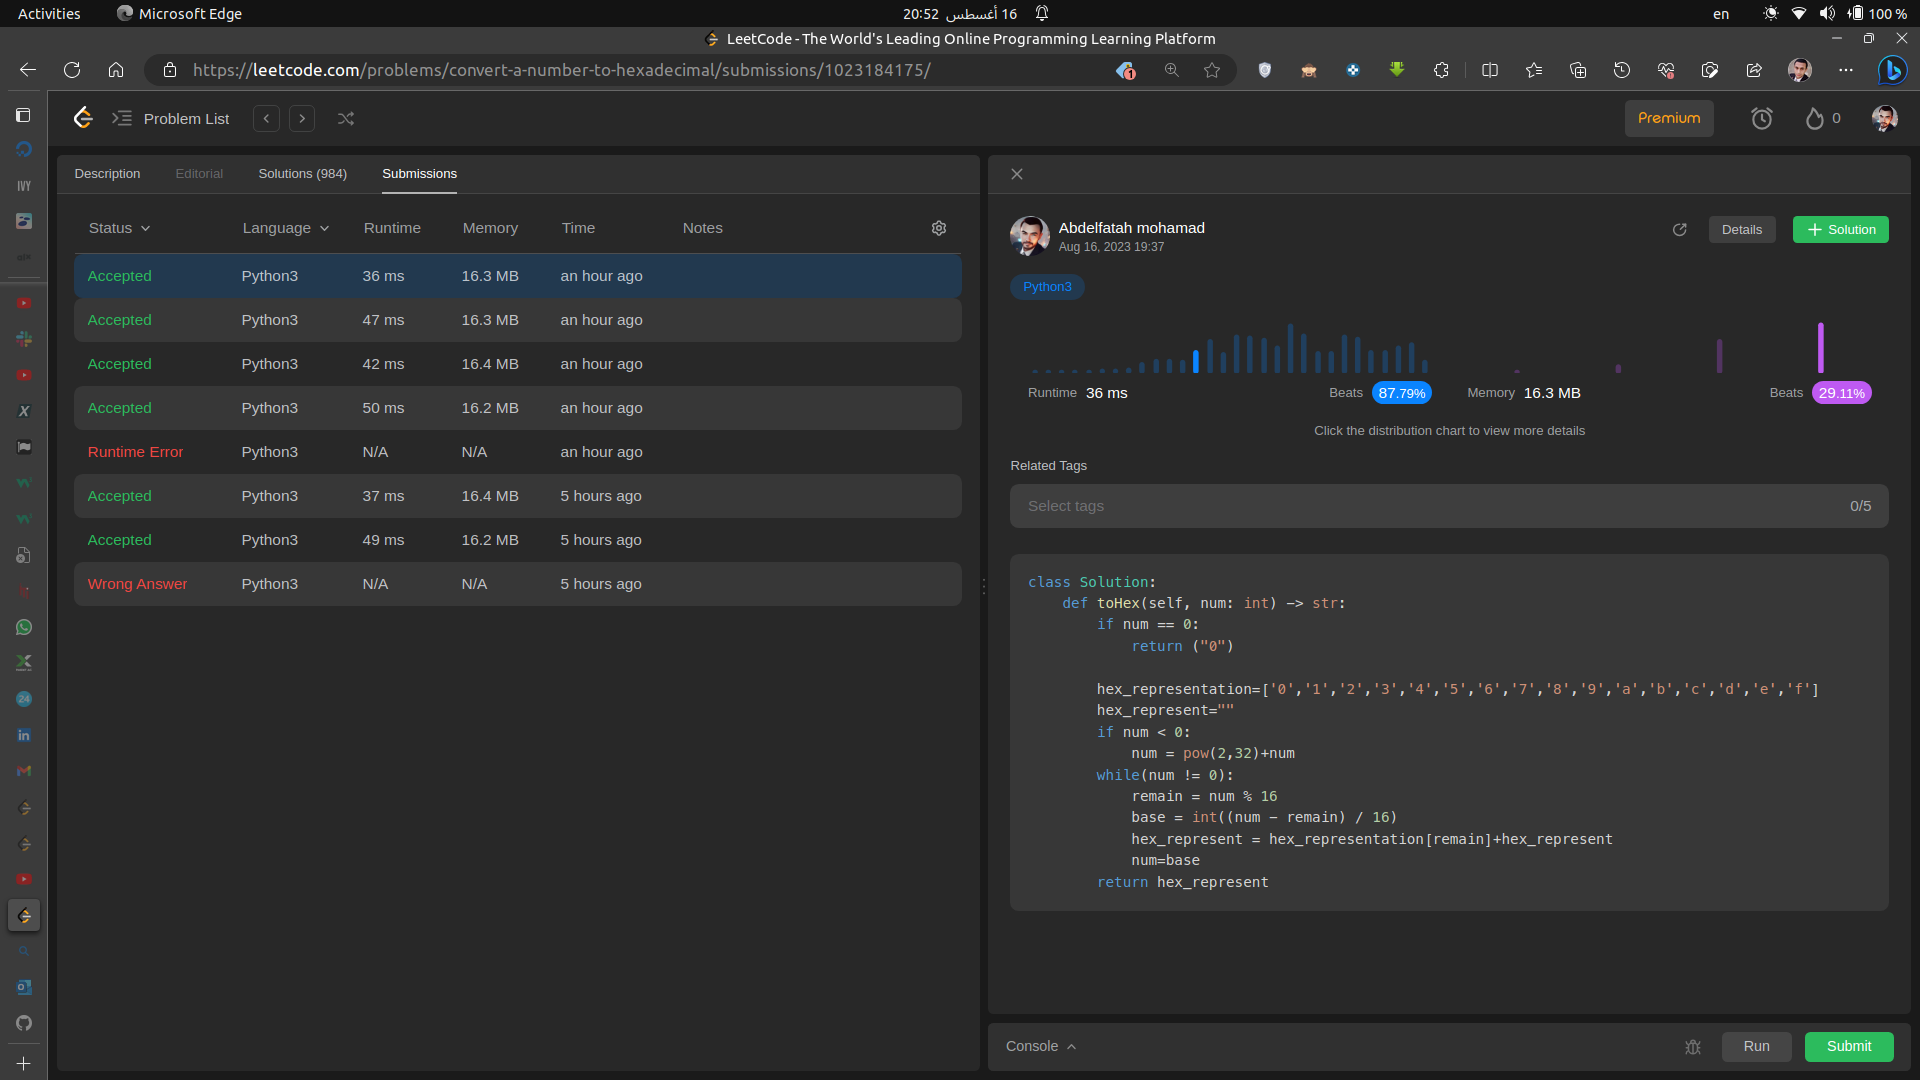 Activities
Microsoft Edge
20:52 16 أغسطس
en
100 %
LeetCode - The World's Leading Online Programming Learning Platform
https://leetcode.com/problems/convert-a-number-to-hexadecimal/submissions/1023184175/
1
Problem List
Premium
0
Description
Editorial
Solutions (984)
Submissions
Status Language Runtime Memory Time Notes
Accepted Python3 36 ms 16.3 MB an hour ago
Accepted Python3 47 ms 16.3 MB an hour ago
Accepted Python3 42 ms 16.4 MB an hour ago
Accepted Python3 50 ms 16.2 MB an hour ago
Runtime Error Python3 N/A N/A an hour ago
Accepted Python3 37 ms 16.4 MB 5 hours ago
Accepted Python3 49 ms 16.2 MB 5 hours ago
Wrong Answer Python3 N/A N/A 5 hours ago
IVY
24
in
Abdelfatah mohamad
Aug 16, 2023 19:37
Details
Solution
Python3
Runtime 36 ms Beats 87.79% Memory 16.3 MB Beats 29.11%
Click the distribution chart to view more details
Related Tags
Select tags 0/5
class Solution:
    def toHex(self, num: int) -> str:
        if num == 0:
            return ("0")
        hex_representation=['0','1','2','3','4','5','6','7','8','9','a','b','c','d','e','f']
        hex_represent=""
        if num < 0:
            num = pow(2,32)+num
        while(num != 0):
            remain = num % 16
            base = int((num - remain) / 16)
            hex_represent = hex_representation[remain]+hex_represent
            num=base
        return hex_represent
Console
Run
Submit